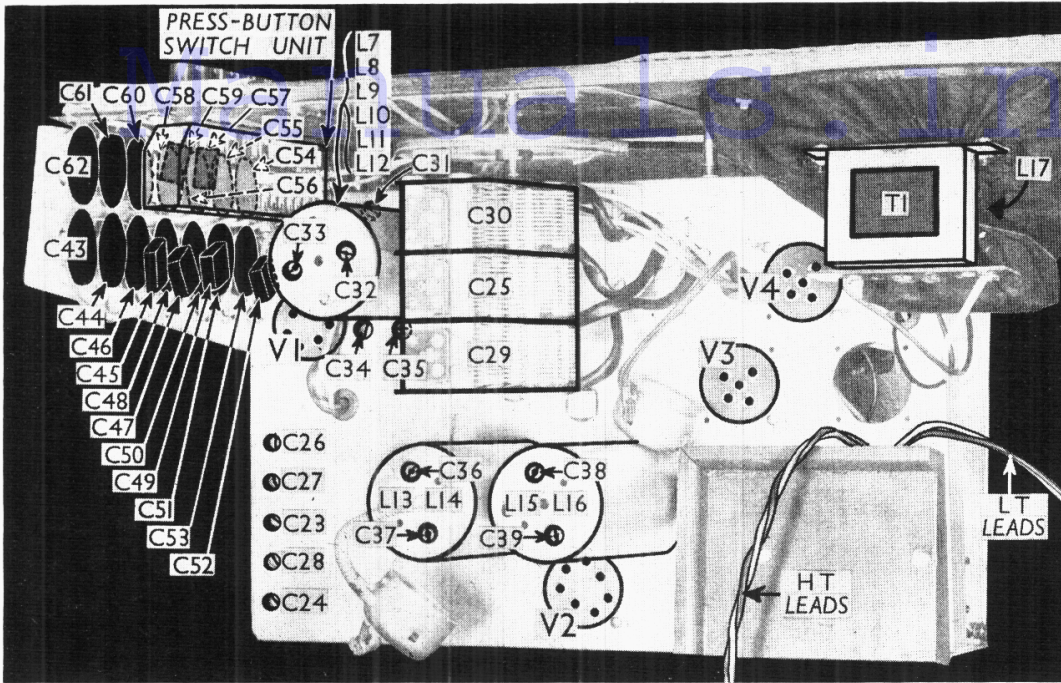 PRESS-BUTTON
SWITCH UNIT
L7
L8
L9
L10
L11
L12
C61
C60
C58
C59
C57
C55
C54
C56
C31
C62
C43
C33
C32
C30
C25
C29
T1
L17
V4
V3
V1
C34
C35
C44
C46
C45
C48
C47
C50
C49
C51
C53
C52
C26
C27
C23
C28
C24
C36
C38
L13 L14
L15 L16
C37
C39
V2
LT
LEADS
HT
LEADS
Manuals.in